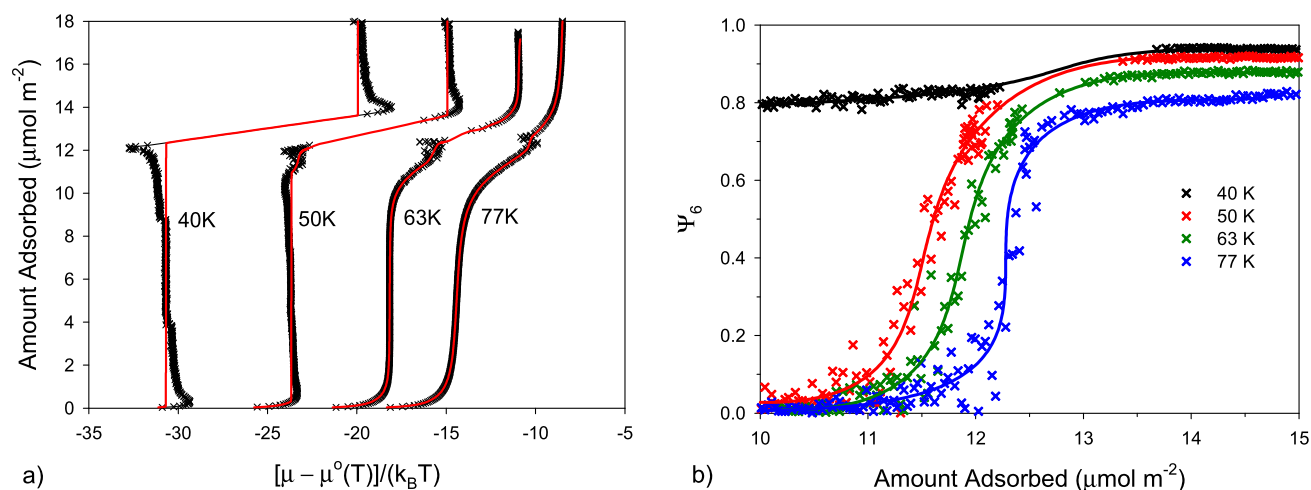 18
16
14
12
10
8
6
4
2
0
Amount Adsorbed (μmol m⁻²)
40K
50K
63K
77K
-35
-30
-25
-20
-15
-10
-5
a)
[μ – μ°(T)]/(k_BT)
1.0
0.8
0.6
0.4
0.2
0.0
Ψ₆
40 K
50 K
63 K
77 K
10
11
12
13
14
15
b)
Amount Adsorbed (μmol m⁻²)